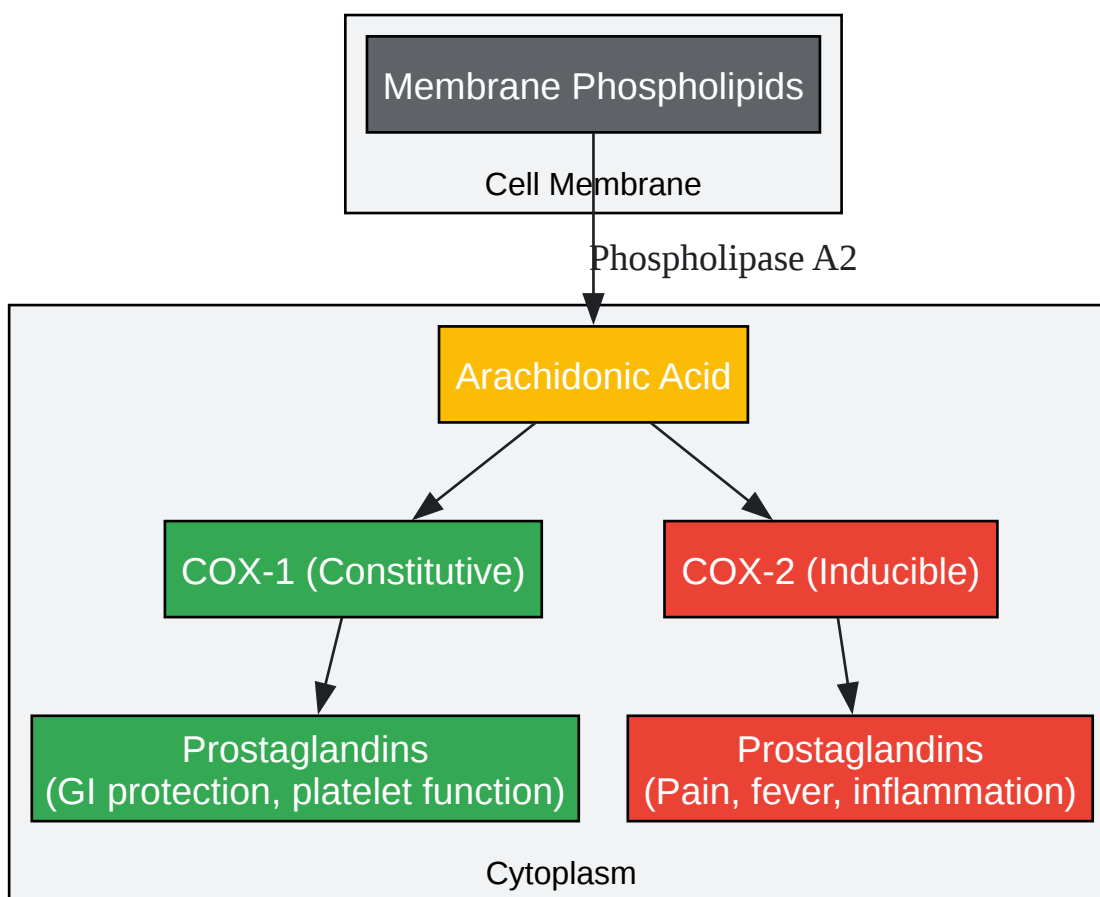 Membrane Phospholipids
Cell Membrane
Phospholipase A2
Arachidonic Acid
COX-1 (Constitutive)
COX-2 (Inducible)
Prostaglandins
(GI protection, platelet function)
Prostaglandins
(Pain, fever, inflammation)
Cytoplasm